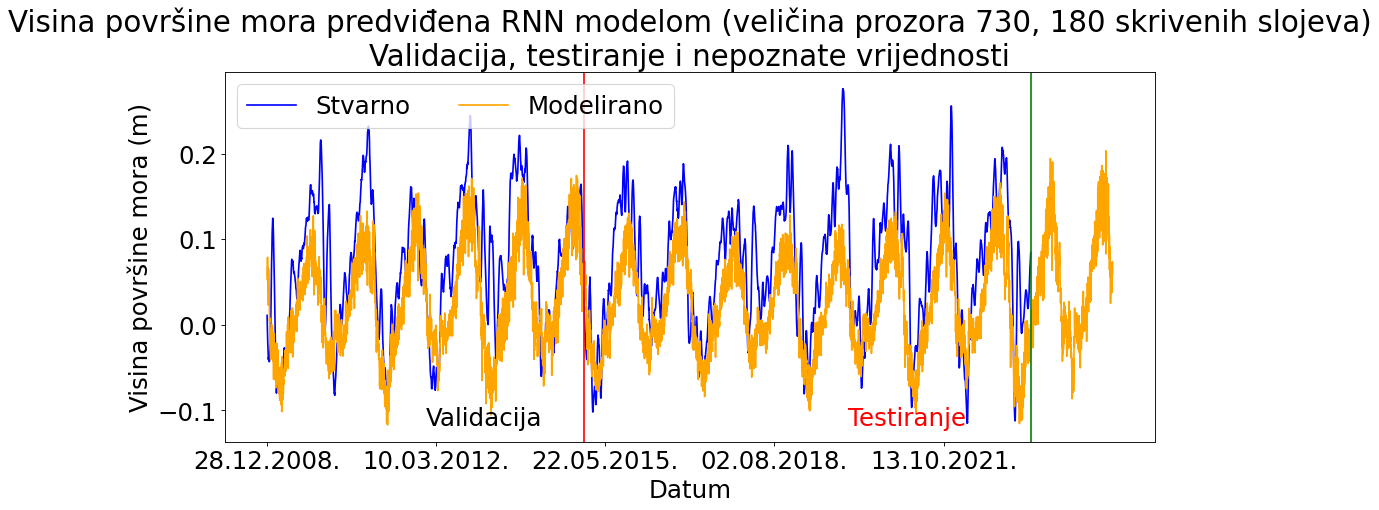 Visina površine mora predviđena RNN modelom (veličina prozora 730, 180 skrivenih slojeva)
Validacija, testiranje i nepoznate vrijednosti
Stvarno Modelirano
Visina površine mora (m)
0.2
0.1
0.0
−0.1
Validacija Testiranje
28.12.2008. 10.03.2012. 22.05.2015. 02.08.2018. 13.10.2021.
Datum